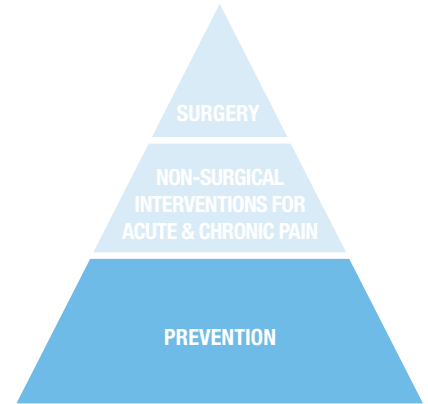 SURGERY
NON-SURGICAL
INTERVENTIONS FOR
ACUTE & CHRONIC PAIN
PREVENTION